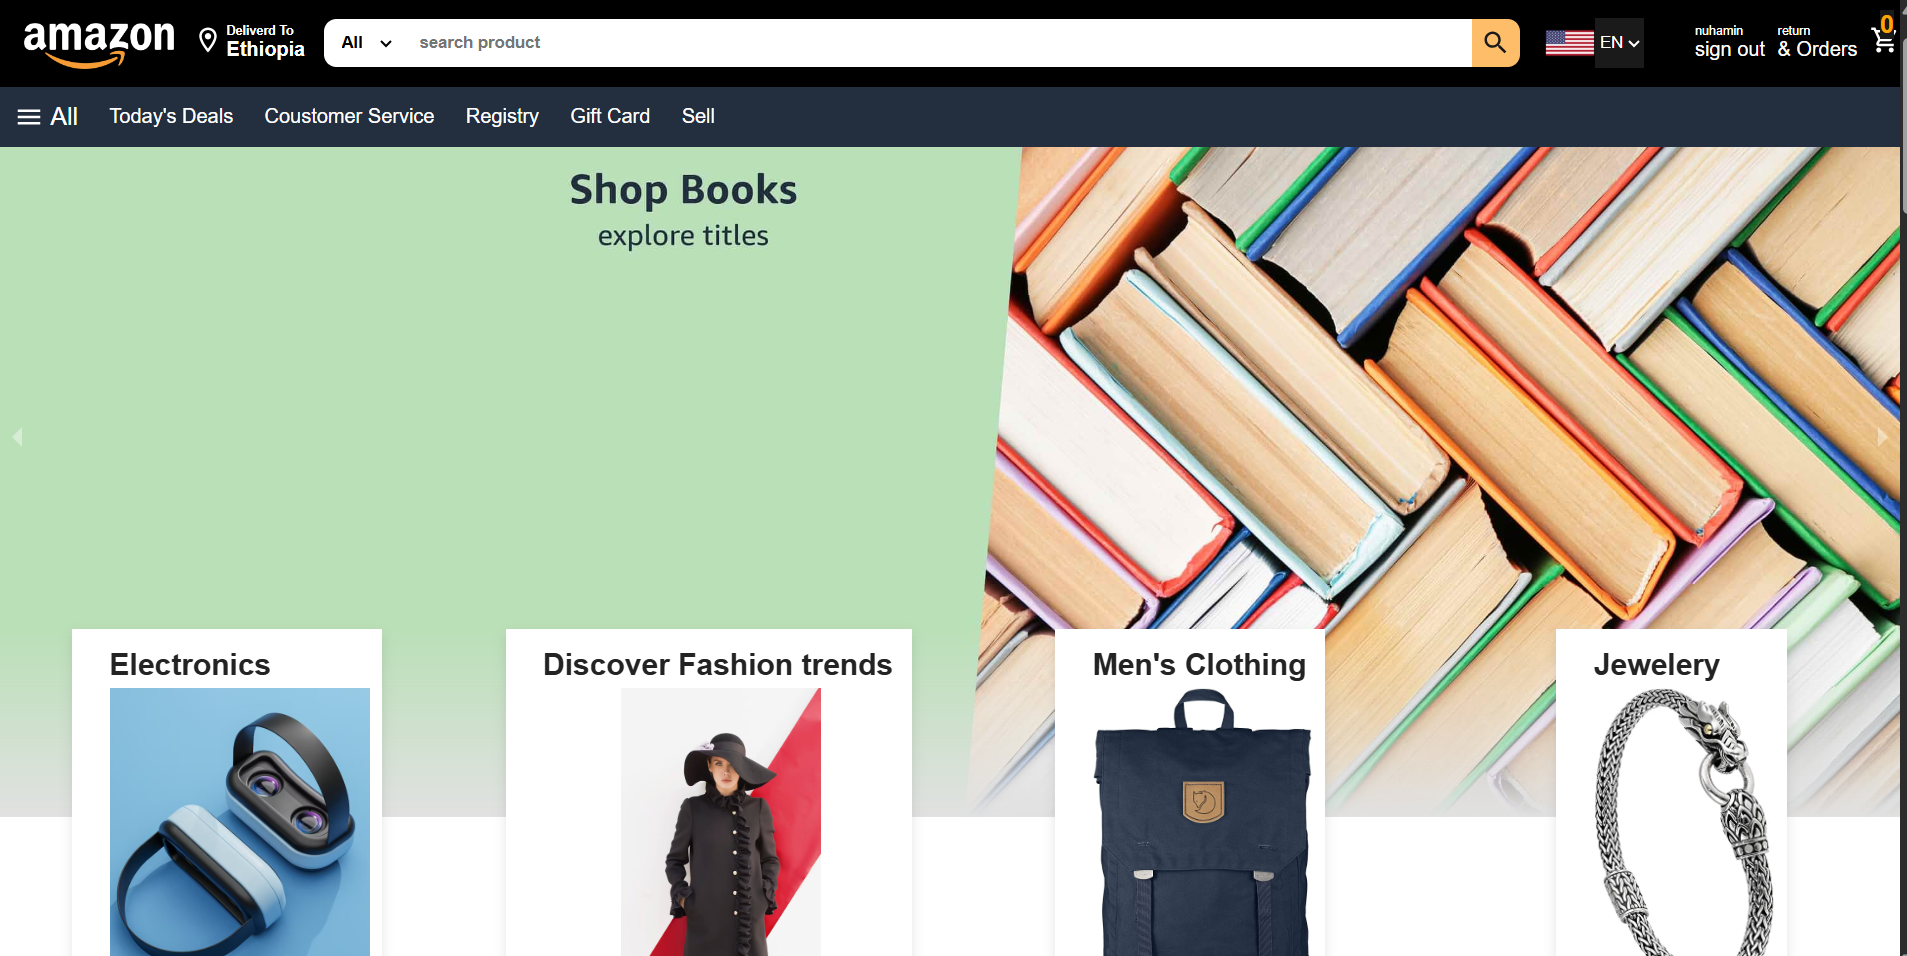 amazon
Deliverd To
Ethiopia
All
search product
EN
nuhamin
sign out
return
& Orders
0
All
Today's Deals
Coustomer Service
Registry
Gift Card
Sell
Shop Books
explore titles
Electronics
Discover Fashion trends
Men's Clothing
Jewelery